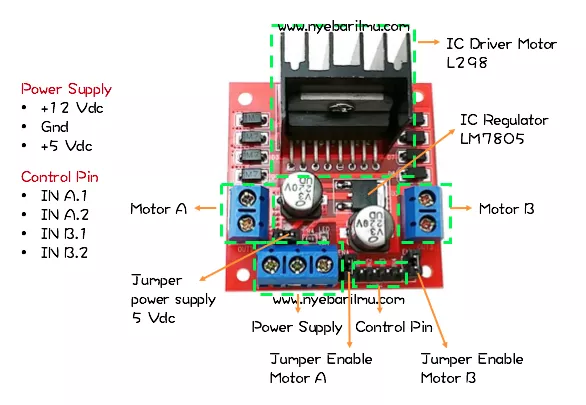 www.nyebarilmu.com
IC Driver Motor
L298
Power Supply
• +12 Vdc
• Gnd
• +5 Vdc
IC Regulator
LM7805
Control Pin
• IN A.1
• IN A.2
• IN B.1
• IN B.2
Motor A
Motor B
Jumper
power supply
5 Vdc
www.nyebarilmu.com
Power Supply
Control Pin
Jumper Enable
Motor A
Jumper Enable
Motor B